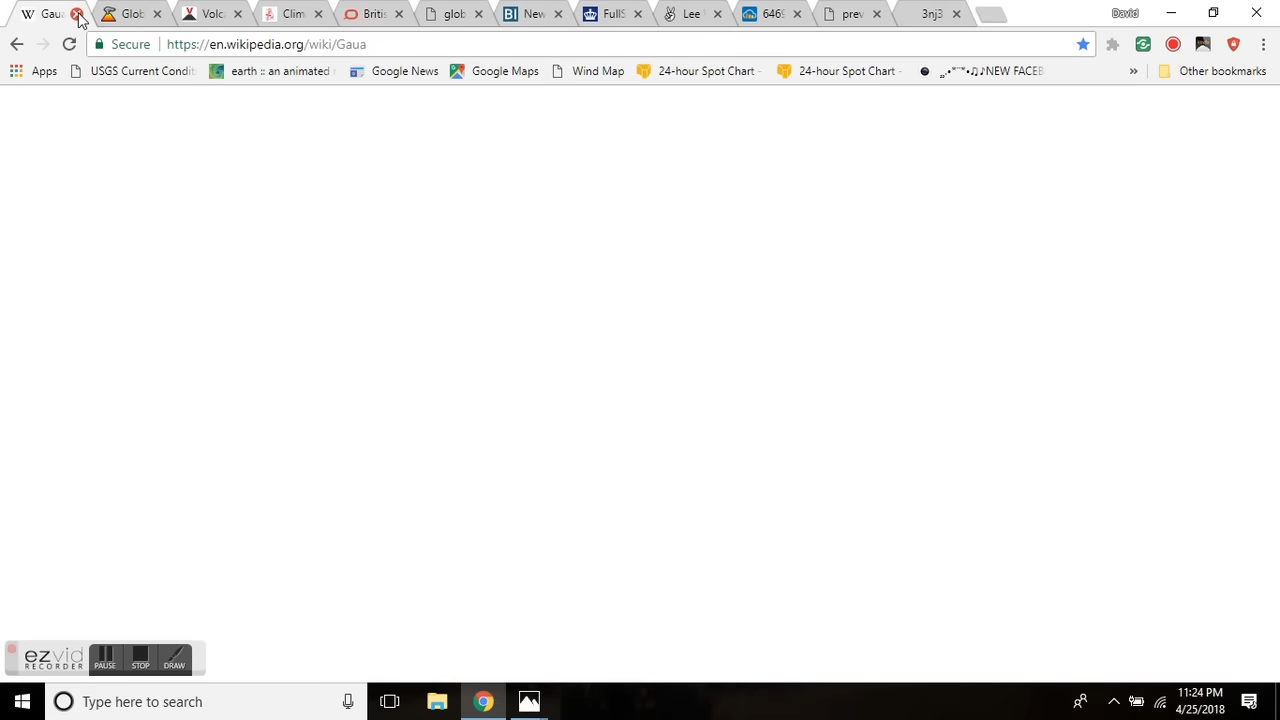 Gaua Glob Volca Clim Britis glob BI New FullS Lee 646 prev 3nj3 David
Secure https://en.wikipedia.org/wiki/Gaua
Apps USGS Current Condit earth :: an animated Google News Google Maps Wind Map 24-hour Spot Chart - 24-hour Spot Chart - NEW FACEB » Other bookmarks
ezvid
RECORDER
PAUSE STOP DRAW
Type here to search
11:24 PM
4/25/2018